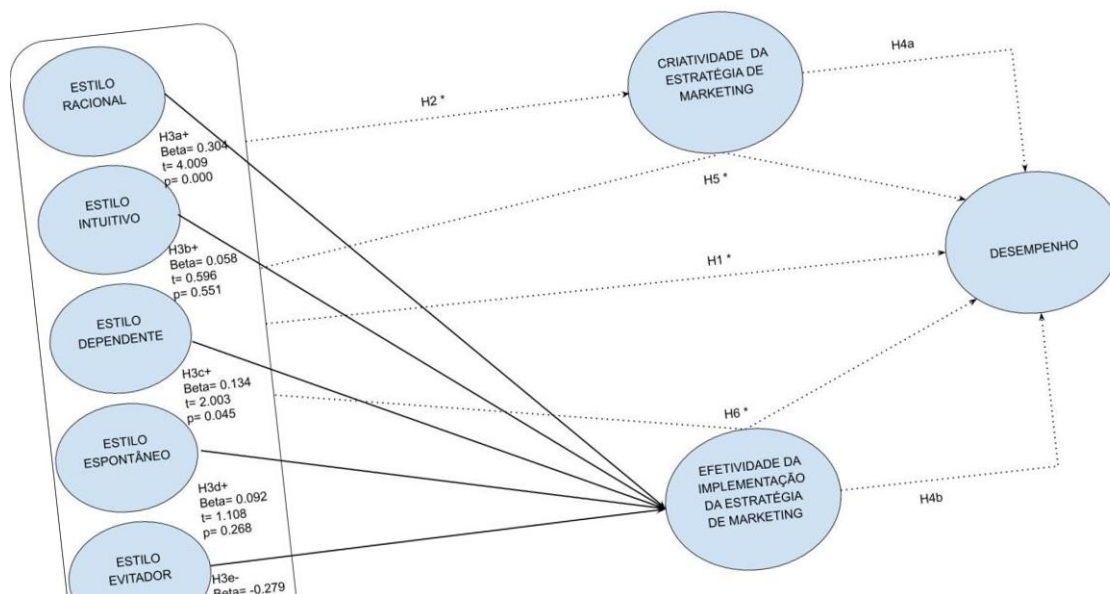 ESTILO
RACIONAL
H3a+
Beta= 0.304
t= 4.009
p= 0.000
ESTILO
INTUITIVO
H3b+
Beta= 0.058
t= 0.596
p= 0.551
ESTILO
DEPENDENTE
H3c+
Beta= 0.134
t= 2.003
p= 0.045
ESTILO
ESPONTÂNEO
H3d+
Beta= 0.092
t= 1.108
p= 0.268
ESTILO
EVITADOR
H3e-
Beta= -0.279
H2 *
H5 *
H1 *
H6 *
CRIATIVIDADE DA
ESTRATÉGIA DE
MARKETING
H4a
DESEMPENHO
EFETIVIDADE DA
IMPLEMENTAÇÃO
DA ESTRATÉGIA
DE MARKETING
H4b